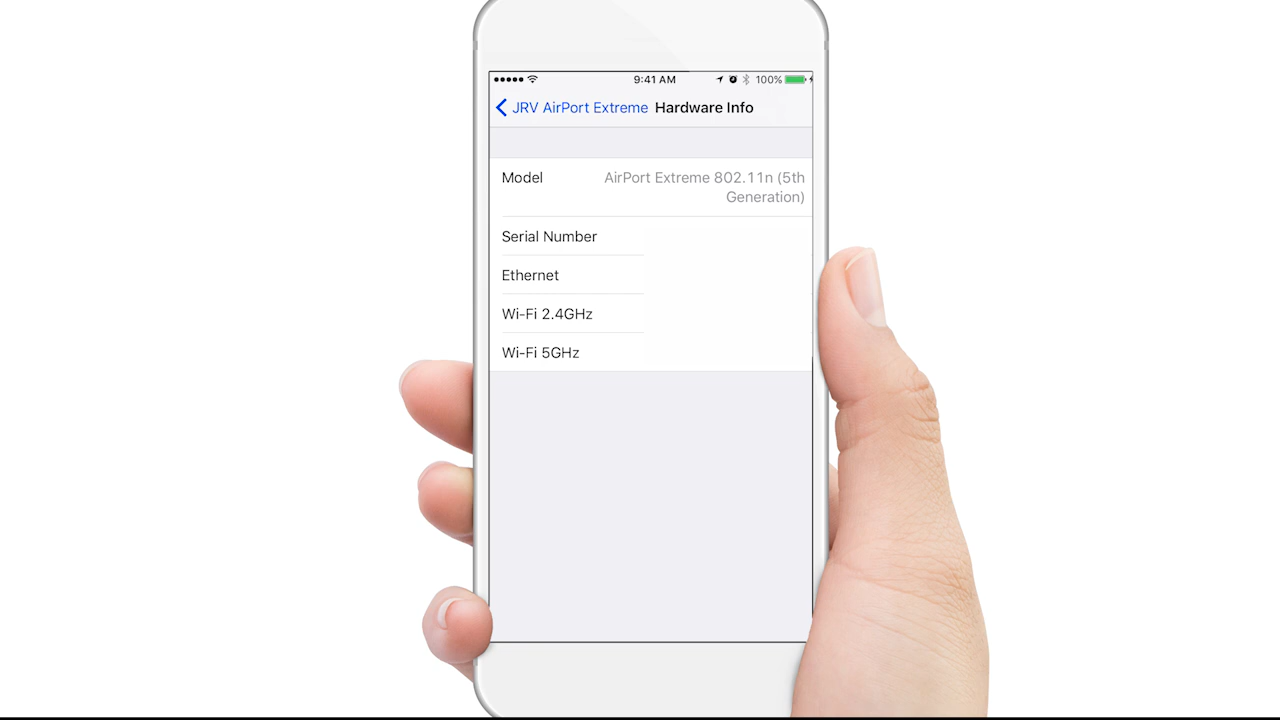 9:41 AM 100%
JRV AirPort Extreme Hardware Info
Model AirPort Extreme 802.11n (5th
Generation)
Serial Number
Ethernet
Wi-Fi 2.4GHz
Wi-Fi 5GHz